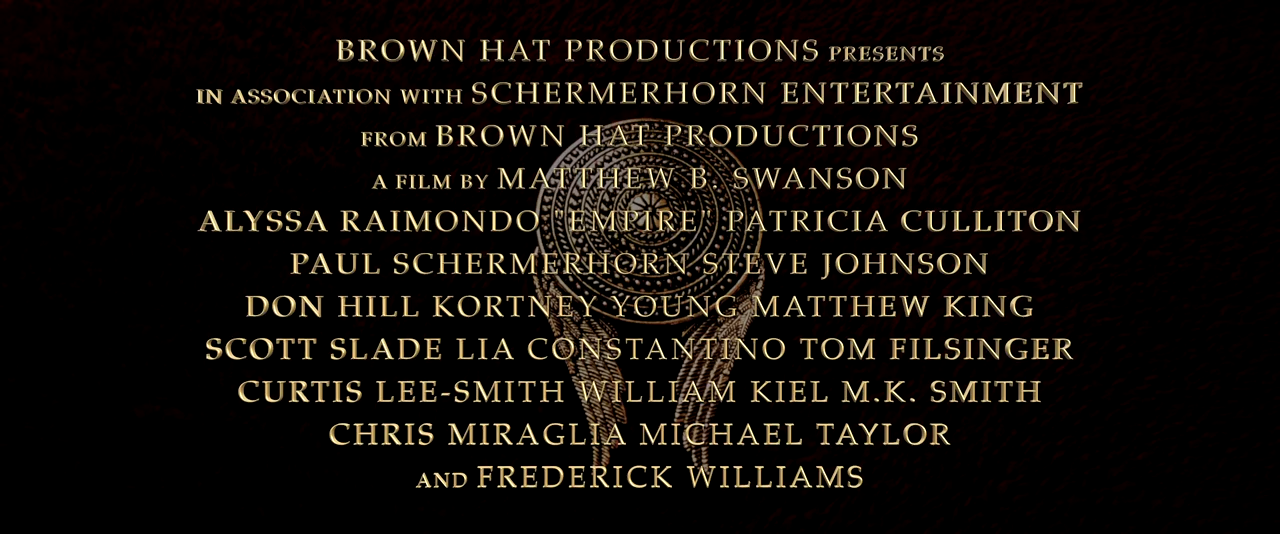 BROWN HAT PRODUCTIONS PRESENTS
IN ASSOCIATION WITH SCHERMERHORN ENTERTAINMENT
FROM BROWN HAT PRODUCTIONS
A FILM BY MATTHEW B. SWANSON
ALYSSA RAIMONDO "EMPIRE" PATRICIA CULLITON
PAUL SCHERMERHORN STEVE JOHNSON
DON HILL KORTNEY YOUNG MATTHEW KING
SCOTT SLADE LIA CONSTANTINO TOM FILSINGER
CURTIS LEE-SMITH WILLIAM KIEL M.K. SMITH
CHRIS MIRAGLIA MICHAEL TAYLOR
AND FREDERICK WILLIAMS